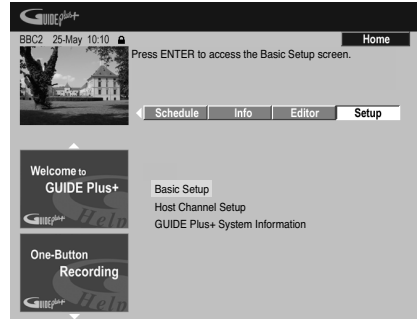 GUIDE Plus+
BBC2 25-May 10:10
Home
Press ENTER to access the Basic Setup screen.
Schedule Info Editor Setup
Welcome to
GUIDE Plus+
GUIDE Plus+ Help
Basic Setup
Host Channel Setup
GUIDE Plus+ System Information
One-Button
Recording
GUIDE Plus+ Help